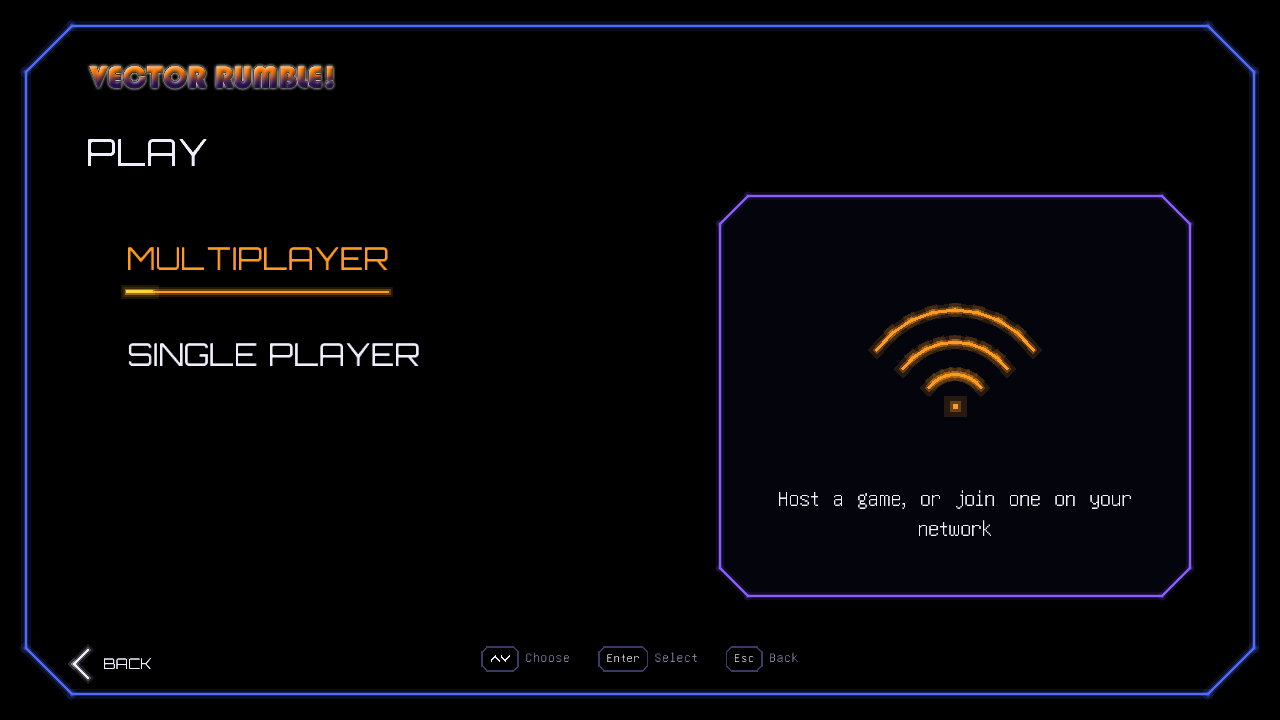 VECTOR RUMBLE!
PLAY
MULTIPLAYER
SINGLE PLAYER
Host a game, or join one on your
network
BACK
Choose
Enter Select
Esc Back